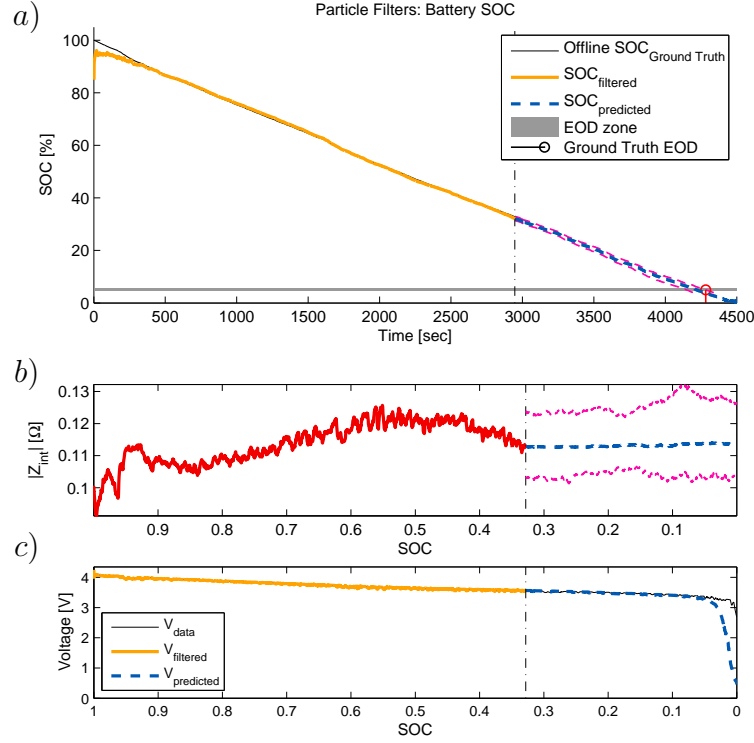 a)
Particle Filters: Battery SOC
100
80
60
40
20
0
SOC [%]
Offline SOC_Ground Truth
SOC_filtered
SOC_predicted
EOD zone
Ground Truth EOD
0 500 1000 1500 2000 2500 3000 3500 4000 4500
Time [sec]
b)
0.13
0.12
0.11
0.1
|Z_int| [Ω]
0.9 0.8 0.7 0.6 0.5 0.4 0.3 0.2 0.1
SOC
c)
4
3
2
1
0
Voltage [V]
V_data
V_filtered
V_predicted
1 0.9 0.8 0.7 0.6 0.5 0.4 0.3 0.2 0.1 0
SOC